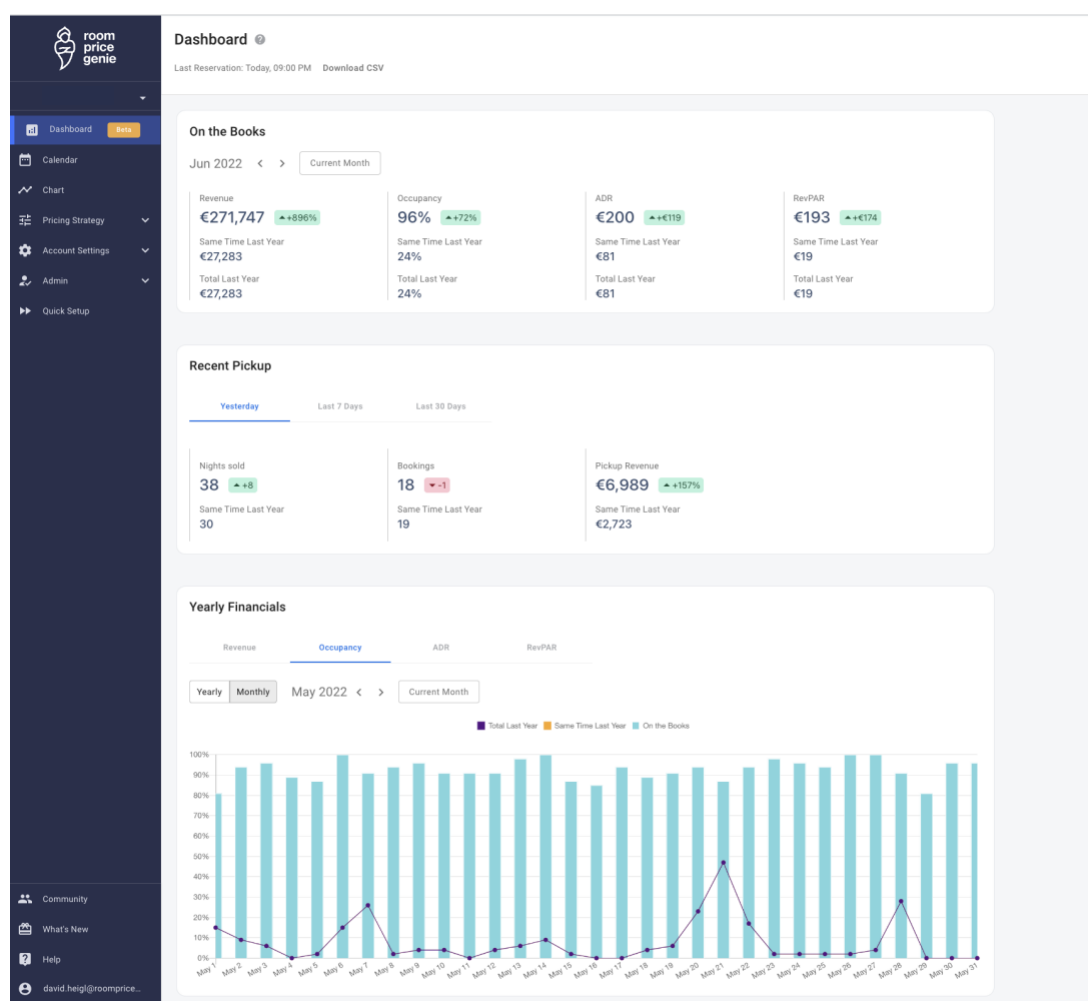 room
price
genie
Dashboard
Last Reservation: Today, 09:00 PM Download CSV
Dashboard Beta
Calendar
Chart
Pricing Strategy
Account Settings
Admin
Quick Setup
Community
What's New
Help
david.heigl@roomprice...
On the Books
Jun 2022 < > Current Month
Revenue Occupancy ADR RevPAR
€271,747 +896% 96% +72% €200 +€119 €193 +€174
Same Time Last Year Same Time Last Year Same Time Last Year Same Time Last Year
€27,283 24% €81 €19
Total Last Year Total Last Year Total Last Year Total Last Year
€27,283 24% €81 €19
Recent Pickup
Yesterday Last 7 Days Last 30 Days
Nights sold Bookings Pickup Revenue
38 +8 18 -1 €6,989 +157%
Same Time Last Year Same Time Last Year Same Time Last Year
30 19 €2,723
Yearly Financials
Revenue Occupancy ADR RevPAR
Yearly Monthly May 2022 < > Current Month
Total Last Year Same Time Last Year On the Books
100%
90%
80%
70%
60%
50%
40%
30%
20%
10%
0%
May 1 May 2 May 3 May 4 May 5 May 6 May 7 May 8 May 9 May 10 May 11 May 12 May 13 May 14 May 15 May 16 May 17 May 18 May 19 May 20 May 21 May 22 May 23 May 24 May 25 May 26 May 27 May 28 May 29 May 30 May 31